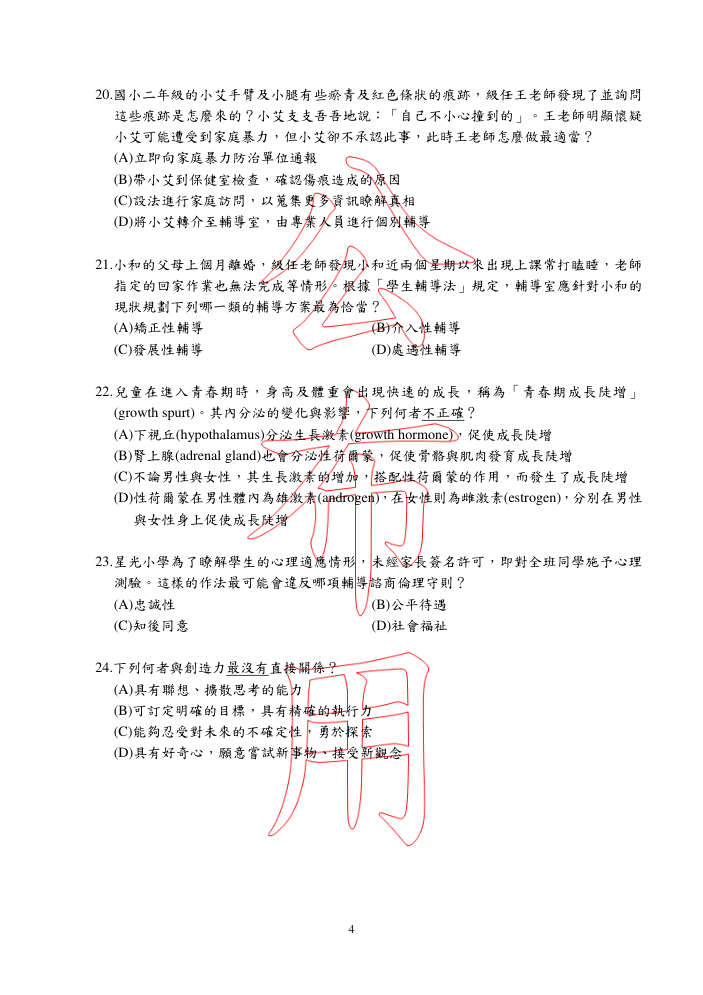 20.國小二年級的小艾手臂及小腿有些瘀青及紅色條狀的痕跡，級任王老師發現了並詢問
這些痕跡是怎麼來的？小艾支支吾吾地說：「自己不小心撞到的」。王老師明顯懷疑
小艾可能遭受到家庭暴力，但小艾卻不承認此事，此時王老師怎麼做最適當？
(A)立即向家庭暴力防治單位通報
(B)帶小艾到保健室檢查，確認傷痕造成的原因
(C)設法進行家庭訪問，以蒐集更多資訊瞭解真相
(D)將小艾轉介至輔導室，由專業人員進行個別輔導
21.小和的父母上個月離婚，級任老師發現小和近兩個星期以來出現上課常打瞌睡，老師
指定的回家作業也無法完成等情形。根據「學生輔導法」規定，輔導室應針對小和的
現狀規劃下列哪一類的輔導方案最為恰當？
(A)矯正性輔導 (B)介入性輔導
(C)發展性輔導 (D)處遇性輔導
22.兒童在進入青春期時，身高及體重會出現快速的成長，稱為「青春期成長陡增」
(growth spurt)。其內分泌的變化與影響，下列何者不正確？
(A)下視丘(hypothalamus)分泌生長激素(growth hormone)，促使成長陡增
(B)腎上腺(adrenal gland)也會分泌性荷爾蒙，促使骨骼與肌肉發育成長陡增
(C)不論男性與女性，其生長激素的增加，搭配性荷爾蒙的作用，而發生了成長陡增
(D)性荷爾蒙在男性體內為雄激素(androgen)，在女性則為雌激素(estrogen)，分別在男性
與女性身上促使成長陡增
23.星光小學為了瞭解學生的心理適應情形，未經家長簽名許可，即對全班同學施予心理
測驗。這樣的作法最可能會違反哪項輔導諮商倫理守則？
(A)忠誠性 (B)公平待遇
(C)知後同意 (D)社會福祉
24.下列何者與創造力最沒有直接關係？
(A)具有聯想、擴散思考的能力
(B)可訂定明確的目標，具有精確的執行力
(C)能夠忍受對未來的不確定性，勇於探索
(D)具有好奇心，願意嘗試新事物、接受新觀念
公布用
4